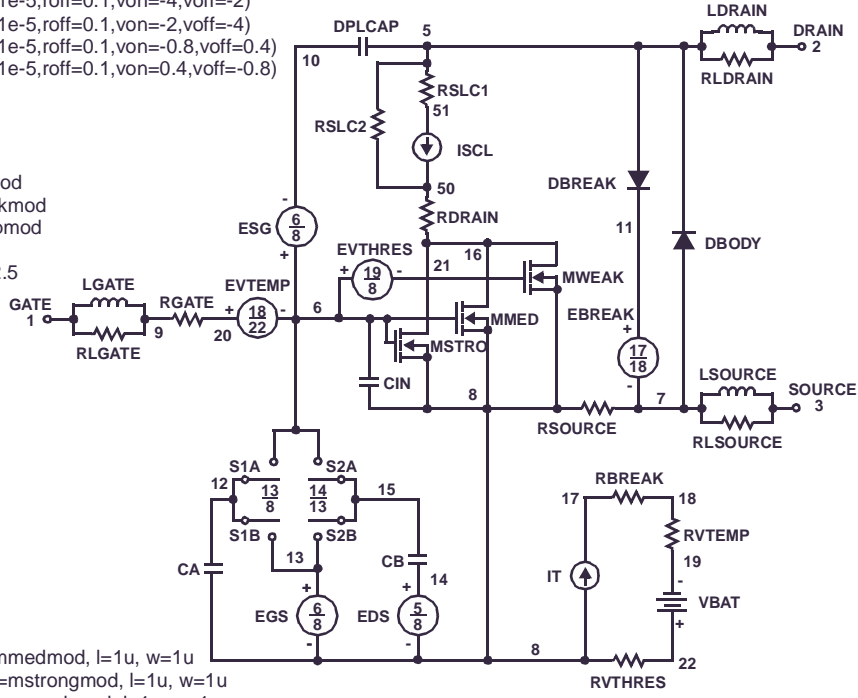 1e-5,roff=0.1,von=-4,voff=-2)
1e-5,roff=0.1,von=-2,voff=-4)
1e-5,roff=0.1,von=-0.8,voff=0.4)
1e-5,roff=0.1,von=0.4,voff=-0.8)
LDRAIN
DPLCAP
5
DRAIN
2
10
RLDRAIN
RSLC1
51
RSLC2
ISCL
od
kmod
omod
50
DBREAK
RDRAIN
-
ESG
6
8
+
11
DBODY
EVTHRES
16
21
+
19
8
-
MWEAK
.5
LGATE
EVTEMP
GATE
1
RGATE
+
18
22
-
6
EBREAK
+
MMED
9
20
MSTRO
17
18
-
RLGATE
CIN
LSOURCE
8
7
SOURCE
3
RSOURCE
RLSOURCE
S1A
S2A
12
13
8
14
13
15
RBREAK
17
18
S1B
S2B
RVTEMP
13
CB
19
CA
14
IT
-
VBAT
+
+
+
EGS
6
8
EDS
5
8
-
-
8
22
RVTHRES
mmedmod, l=1u, w=1u
=mstrongmod, l=1u, w=1u